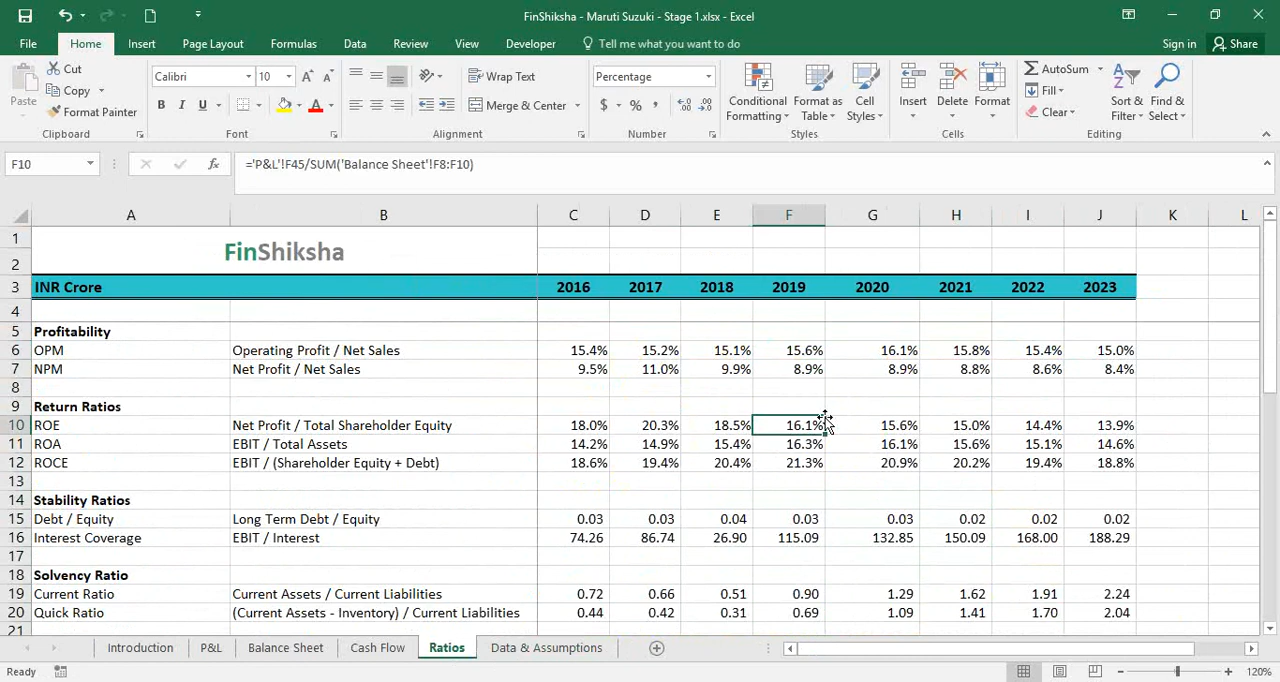 FinShiksha - Maruti Suzuki - Stage 1.xlsx - Excel
File Home Insert Page Layout Formulas Data Review View Developer Tell me what you want to do Sign in Share
Paste Cut Copy Format Painter Clipboard
Calibri 10 A A B I U A Font
Wrap Text Merge & Center Alignment
Percentage $ % , Number
Conditional Formatting Format as Table Cell Styles Styles
Insert Delete Format Cells
AutoSum Fill Clear Sort & Filter Find & Select Editing
F10 fx ='P&L'!F45/SUM('Balance Sheet'!F8:F10)
A B C D E F G H I J K L
1 FinShiksha
2
3 INR Crore 2016 2017 2018 2019 2020 2021 2022 2023
4
5 Profitability
6 OPM Operating Profit / Net Sales 15.4% 15.2% 15.1% 15.6% 16.1% 15.8% 15.4% 15.0%
7 NPM Net Profit / Net Sales 9.5% 11.0% 9.9% 8.9% 8.9% 8.8% 8.6% 8.4%
8
9 Return Ratios
10 ROE Net Profit / Total Shareholder Equity 18.0% 20.3% 18.5% 16.1% 15.6% 15.0% 14.4% 13.9%
11 ROA EBIT / Total Assets 14.2% 14.9% 15.4% 16.3% 16.1% 15.6% 15.1% 14.6%
12 ROCE EBIT / (Shareholder Equity + Debt) 18.6% 19.4% 20.4% 21.3% 20.9% 20.2% 19.4% 18.8%
13
14 Stability Ratios
15 Debt / Equity Long Term Debt / Equity 0.03 0.03 0.04 0.03 0.03 0.02 0.02 0.02
16 Interest Coverage EBIT / Interest 74.26 86.74 26.90 115.09 132.85 150.09 168.00 188.29
17
18 Solvency Ratio
19 Current Ratio Current Assets / Current Liabilities 0.72 0.66 0.51 0.90 1.29 1.62 1.91 2.24
20 Quick Ratio (Current Assets - Inventory) / Current Liabilities 0.44 0.42 0.31 0.69 1.09 1.41 1.70 2.04
21
Introduction P&L Balance Sheet Cash Flow Ratios Data & Assumptions
Ready 120%